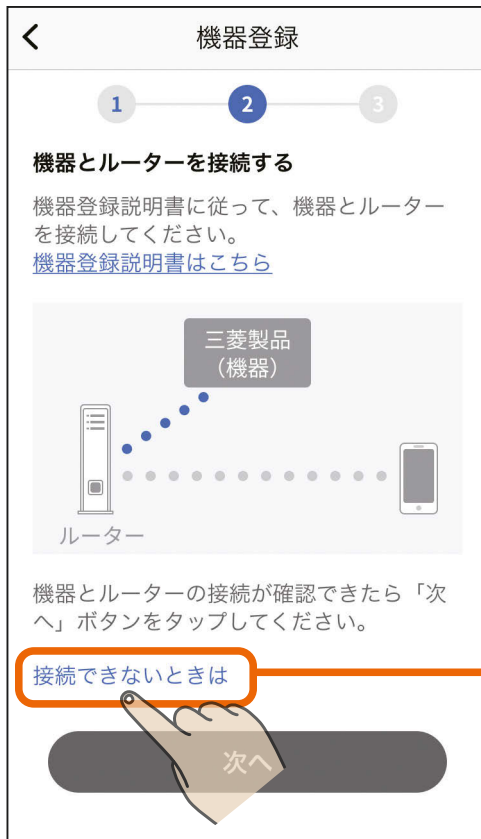 機器登録
1 2 3
機器とルーターを接続する
機器登録説明書に従って、機器とルーター
を接続してください。
機器登録説明書はこちら
三菱製品
（機器）
ルーター
機器とルーターの接続が確認できたら「次
へ」ボタンをタップしてください。
接続できないときは
次へ